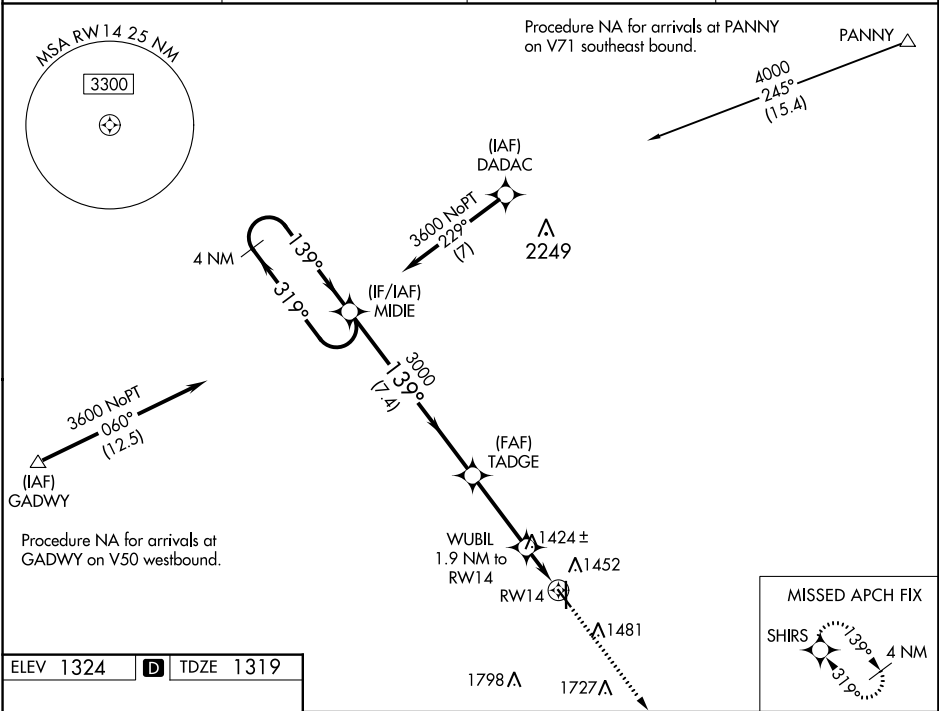 MSA RW14 25 NM
3300
Procedure NA for arrivals at PANNY
on V71 southeast bound.
PANNY
4000
245°
(15.4)
(IAF)
DADAC
3600 NoPT
229°
(7)
2249
4 NM
139°
319°
(IF/IAF)
MIDIE
3000
139°
(7.4)
3600 NoPT
060°
(12.5)
(IAF)
GADWY
(FAF)
TADGE
Procedure NA for arrivals at
GADWY on V50 westbound.
WUBIL
1.9 NM to
RW14
1424 ±
1452
RW14
1481
1798
1727
MISSED APCH FIX
SHIRS
139°
4 NM
319°
ELEV 1324 D TDZE 1319